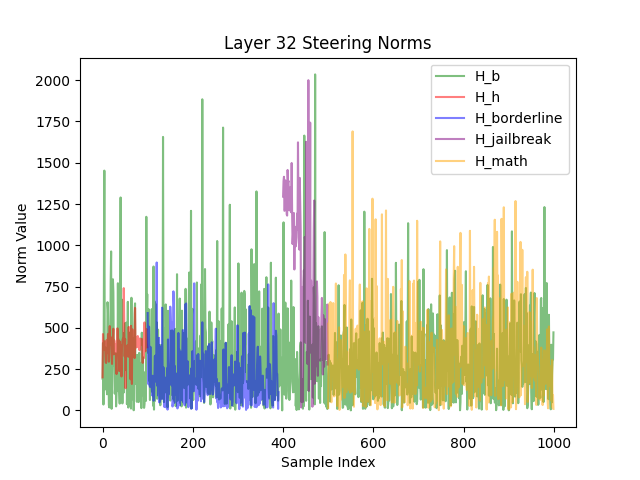 Layer 32 Steering Norms
H_b
H_h
H_borderline
H_jailbreak
H_math
Norm Value
2000
1750
1500
1250
1000
750
500
250
0
0
200
400
600
800
1000
Sample Index